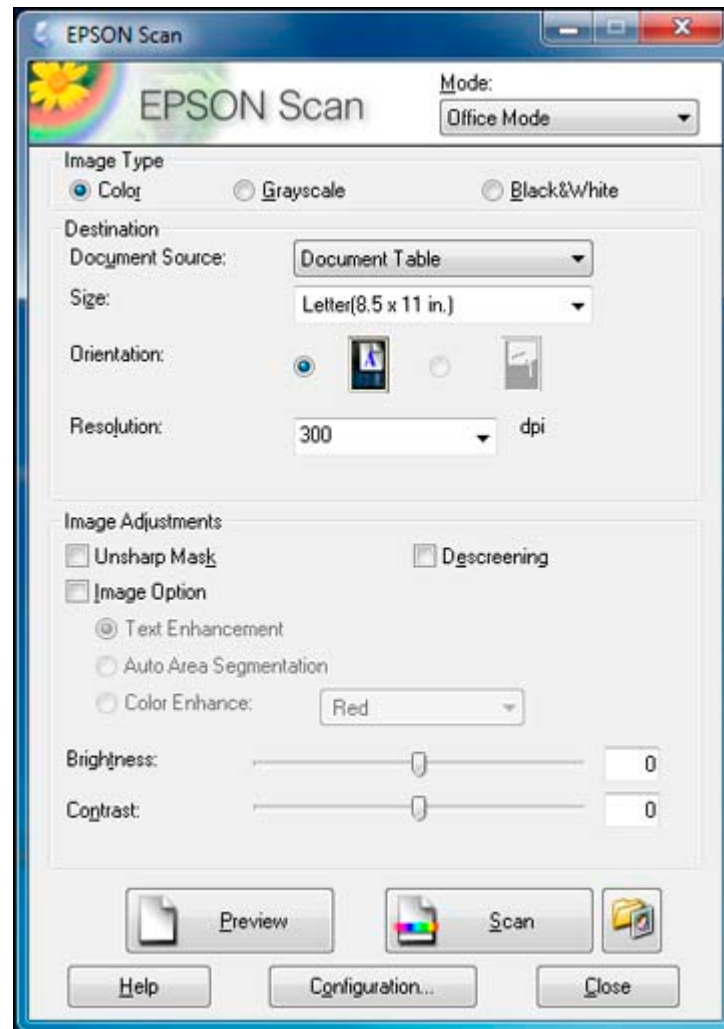 EPSON Scan
EPSON Scan
Mode:
Office Mode
Image Type
Color Grayscale Black&White
Destination
Document Source: Document Table
Size: Letter(8.5 x 11 in.)
Orientation: A
Resolution: 300 dpi
Image Adjustments
Unsharp Mask Descreening
Image Option
Text Enhancement
Auto Area Segmentation
Color Enhance: Red
Brightness: 0
Contrast: 0
Preview Scan
Help Configuration... Close